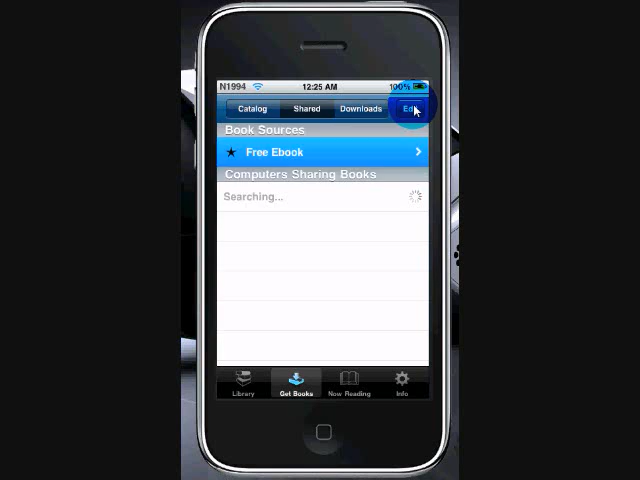 N1994 12:25 AM 100%
Catalog Shared Downloads
Book Sources
Free Ebook
Computers Sharing Books
Searching...
Library Get Books Now Reading Info